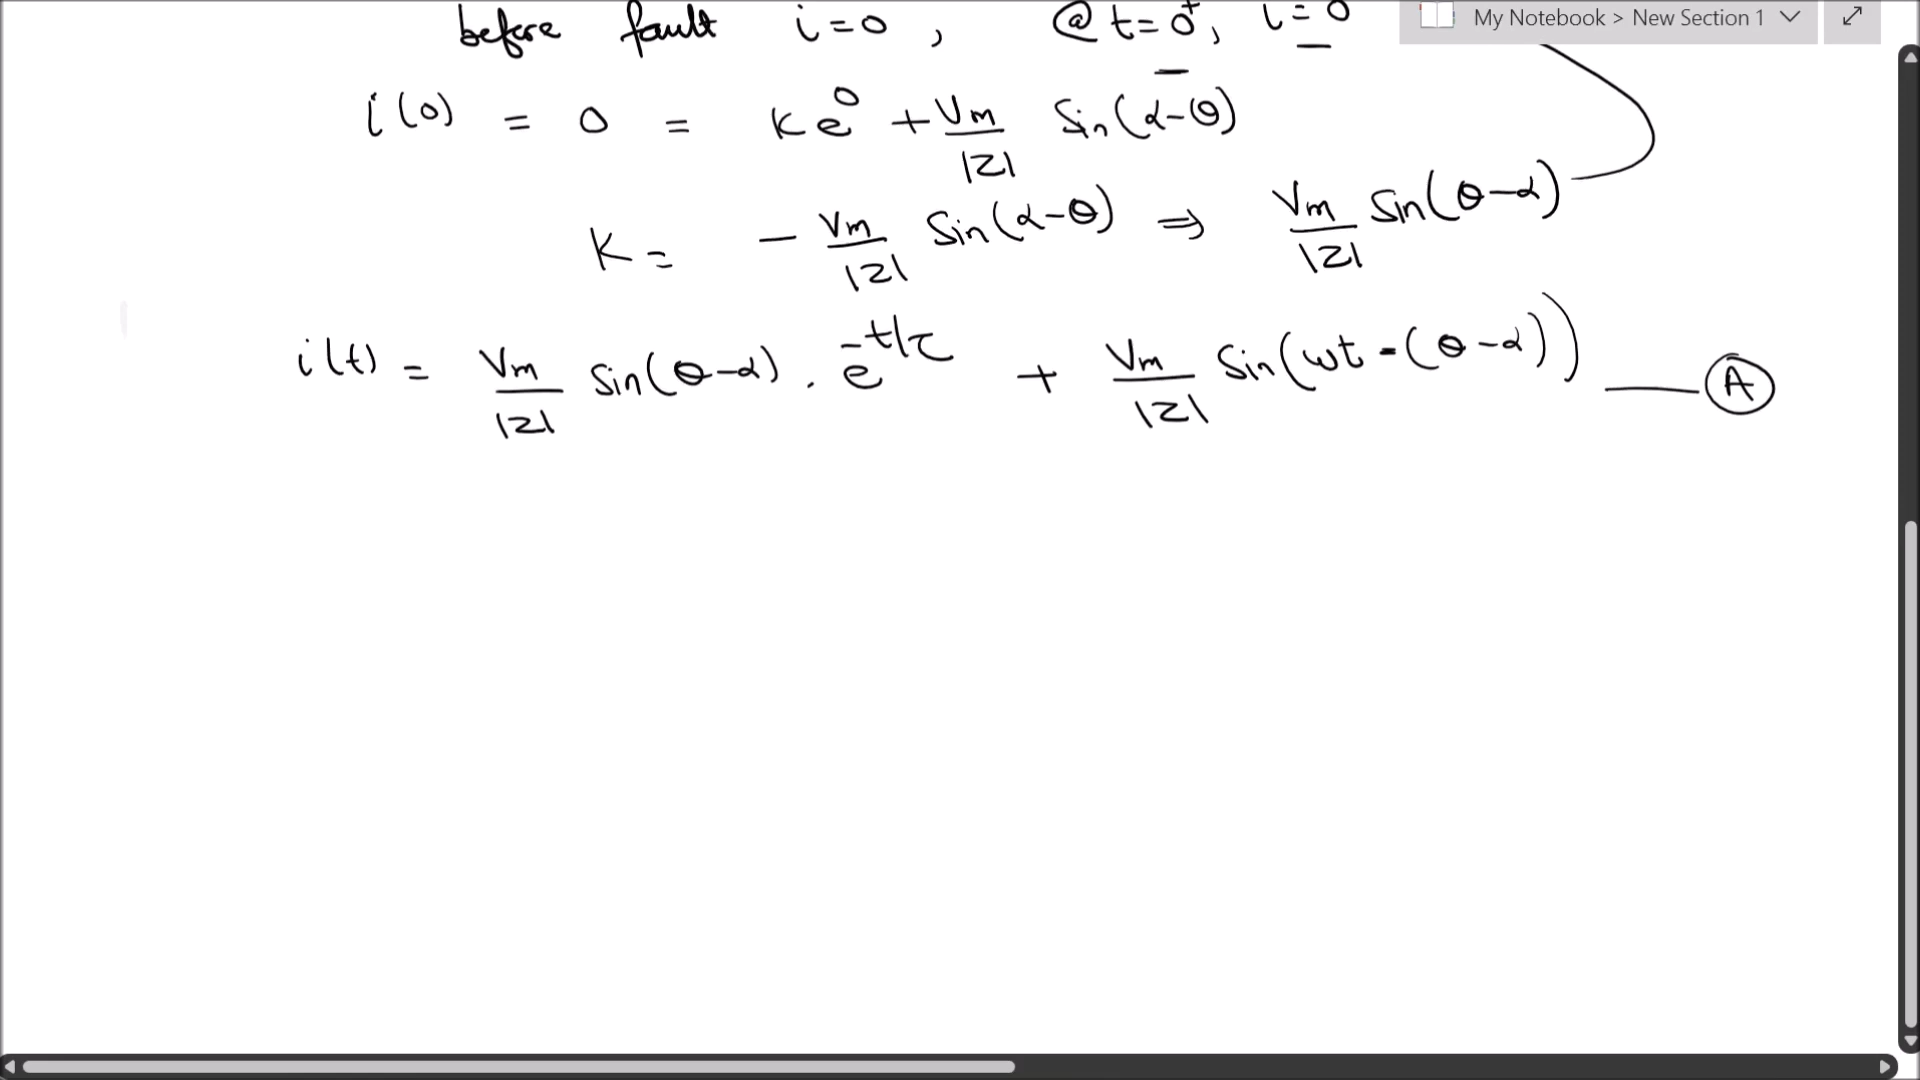 before fault i=0 , @ t=0⁺, i=0
My Notebook > New Section 1
i(0) = 0 = K e⁰ + Vm/|Z| Sin(α-θ)
K = - Vm/|Z| Sin(α-θ) ⇒ Vm/|Z| Sin(θ-α)
i(t) = Vm/|Z| Sin(θ-α) . e^-t/τ + Vm/|Z| Sin(ωt - (θ-α)) — A